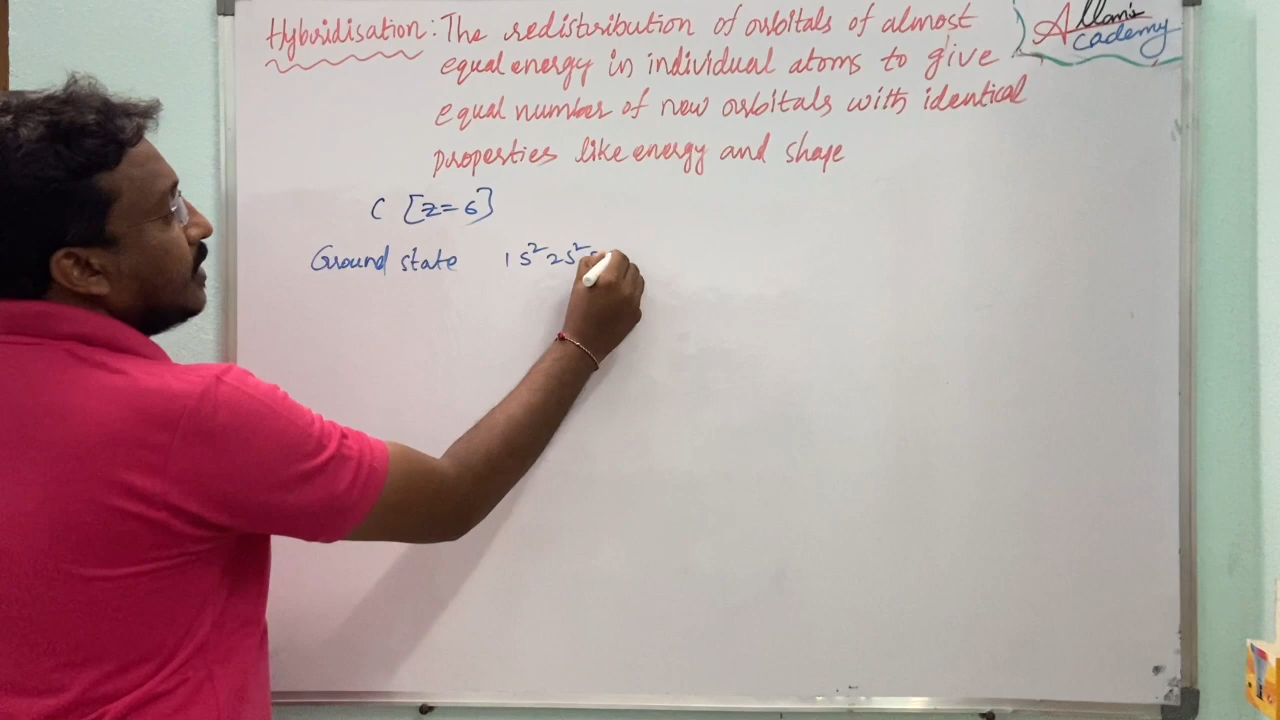 Hybridisation: The redistribution of orbitals of almost
equal energy in individual atoms to give
equal number of new orbitals with identical
properties like energy and shape
Allam's
Academy
C [Z=6]
Ground state 1s² 2s²